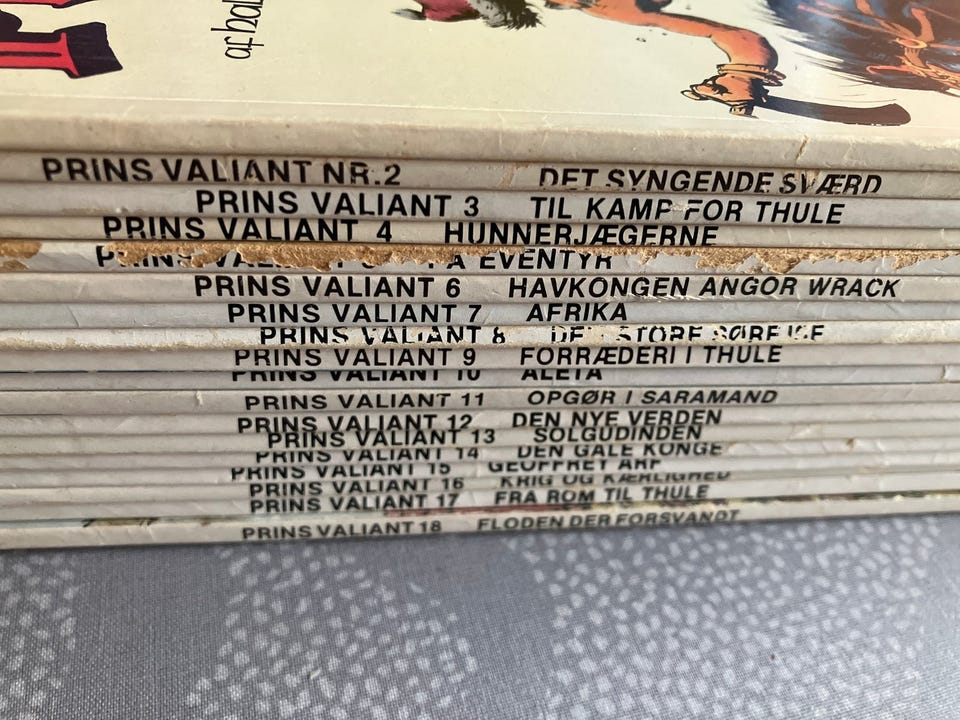 af hal
PRINS VALIANT NR. 2 DET SYNGENDE SVÆRD
PRINS VALIANT 3 TIL KAMP FOR THULE
PRINS VALIANT 4 HUNNERJÆGERNE
PRINS VALIANT PÅ EVENTYR
PRINS VALIANT 6 HAVKONGEN ANGOR WRACK
PRINS VALIANT 7 AFRIKA
PRINS VALIANT 8 STORE
PRINS VALIANT 9 FORRÆDERI I THULE
PRINS VALIANT 10 ALETA
PRINS VALIANT 11 OPGØR I SARAMAND
PRINS VALIANT 12 DEN NYE VERDEN
PRINS VALIANT 13 SOLGUDINDEN
PRINS VALIANT 14 DEN GALE KONGE
PRINS VALIANT 15 GEOFFREY ARF
PRINS VALIANT 16 KRIG OG KÆRLIGHED
PRINS VALIANT 17 FRA ROM TIL THULE
PRINS VALIANT 18 FLODEN DER FORSVANDT